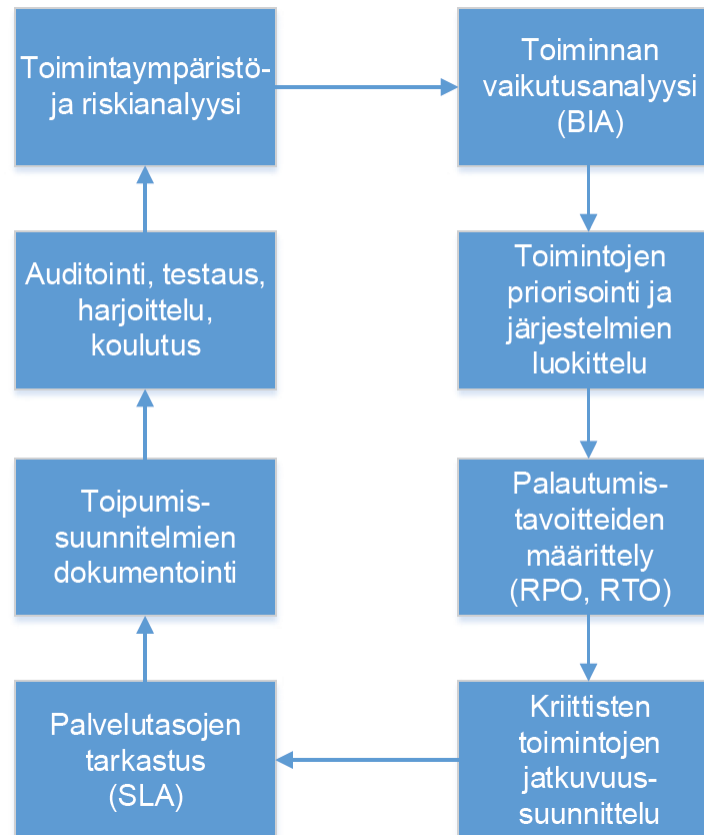 Toimintaympäristö-
ja riskianalyysi
Toiminnan
vaikutusanalyysi
(BIA)
Toimintojen
priorisointi ja
järjestelmien
luokittelu
Palautumis-
tavoitteiden
määrittely
(RPO, RTO)
Kriittisten
toimintojen
jatkuvuus-
suunnittelu
Palvelutasojen
tarkastus
(SLA)
Toipumis-
suunnitelmien
dokumentointi
Auditointi, testaus,
harjoittelu,
koulutus